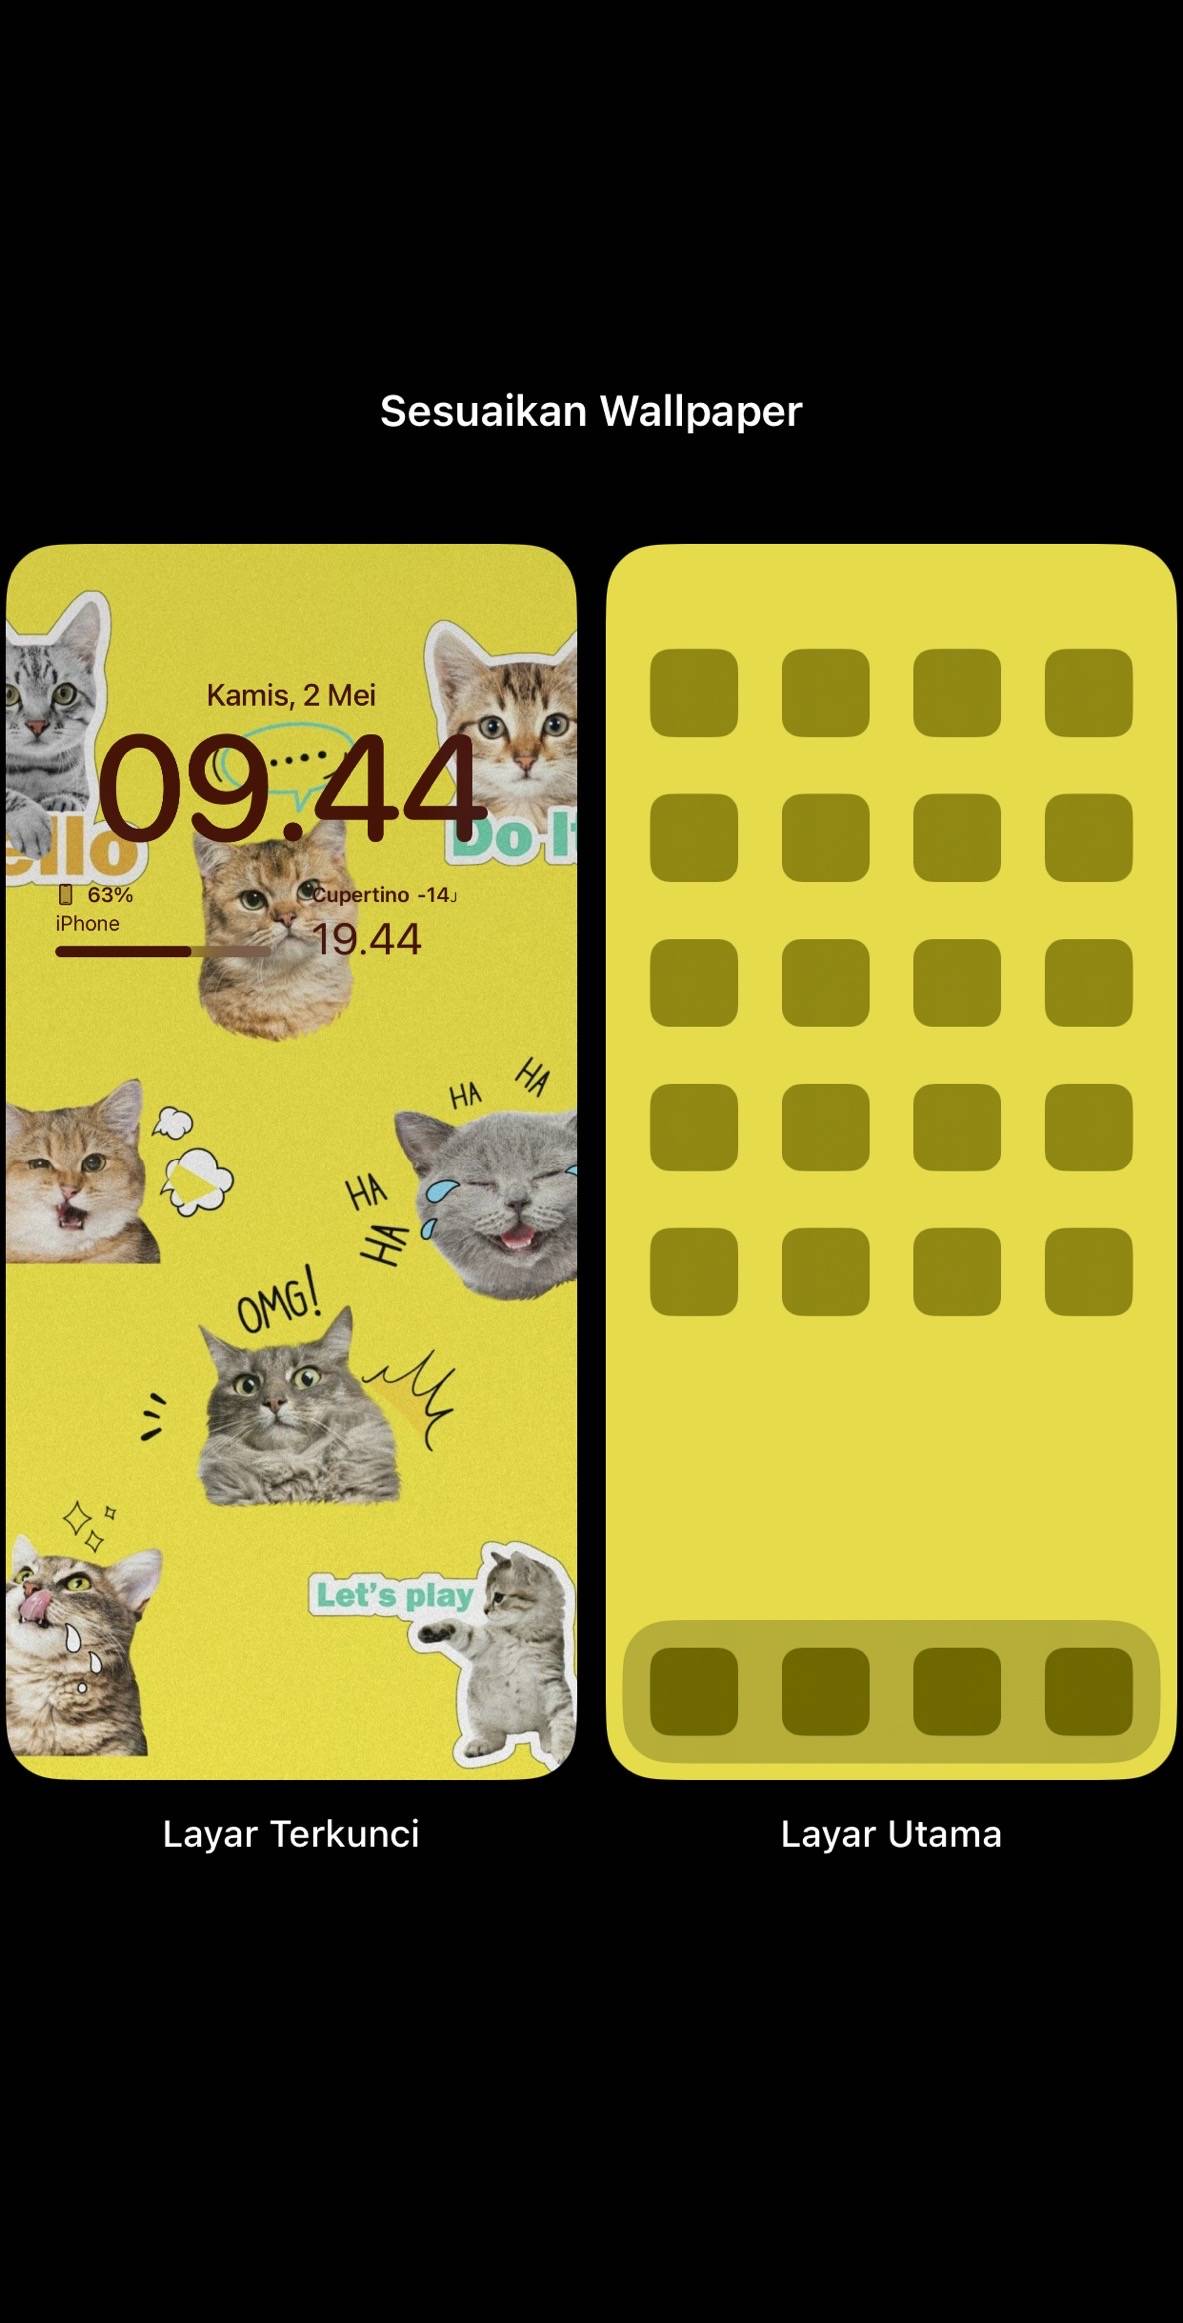 Sesuaikan Wallpaper
Kamis, 2 Mei
09.44
ello
Do It
63%
Cupertino -14J
iPhone
19.44
HA
HA
HA
HA
OMG!
Let's play
Layar Terkunci
Layar Utama